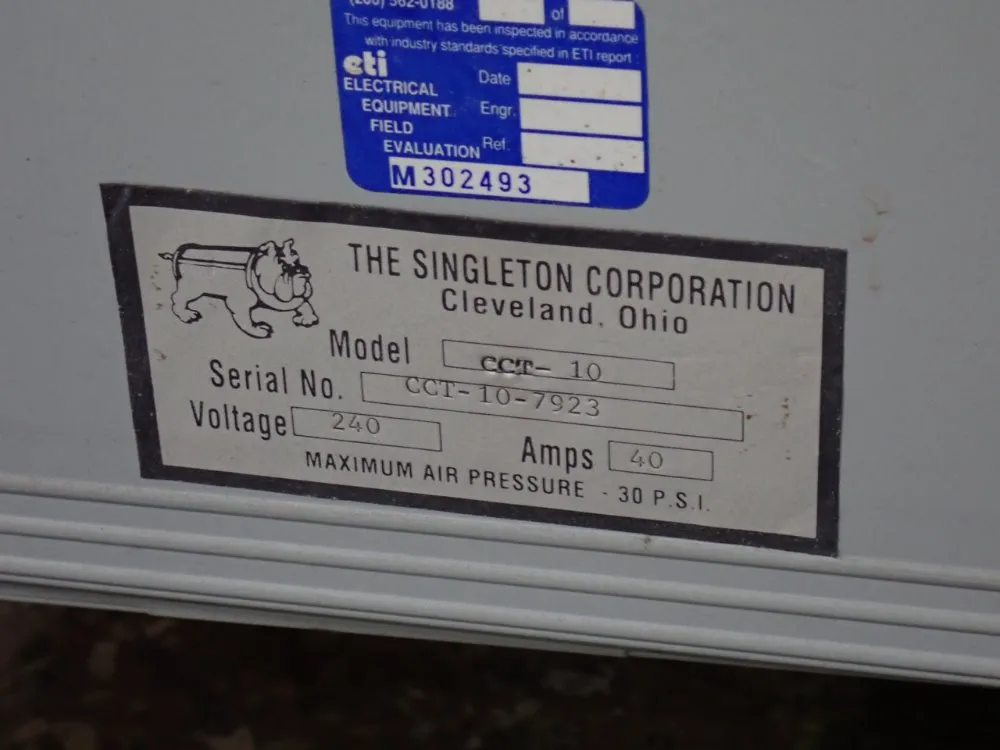 562-0188 of
This equipment has been inspected in accordance
with industry standards specified in ETI report :
eti
Date
ELECTRICAL
EQUIPMENT
Engr.
FIELD
EVALUATION
Ref.
M302493
THE SINGLETON CORPORATION
Cleveland, Ohio
Model CCT- 10
Serial No. CCT-10-7923
Voltage 240
Amps 40
MAXIMUM AIR PRESSURE - 30 P.S.I.